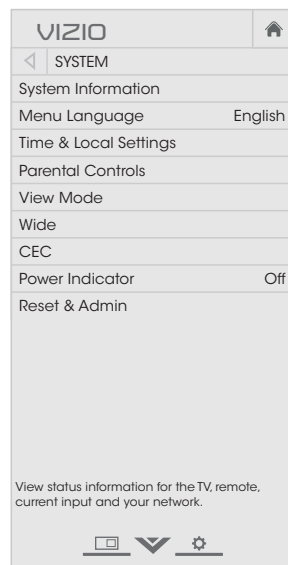 VIZIO
SYSTEM
System Information
Menu Language English
Time & Local Settings
Parental Controls
View Mode
Wide
CEC
Power Indicator Off
Reset & Admin
View status information for the TV, remote,
current input and your network.